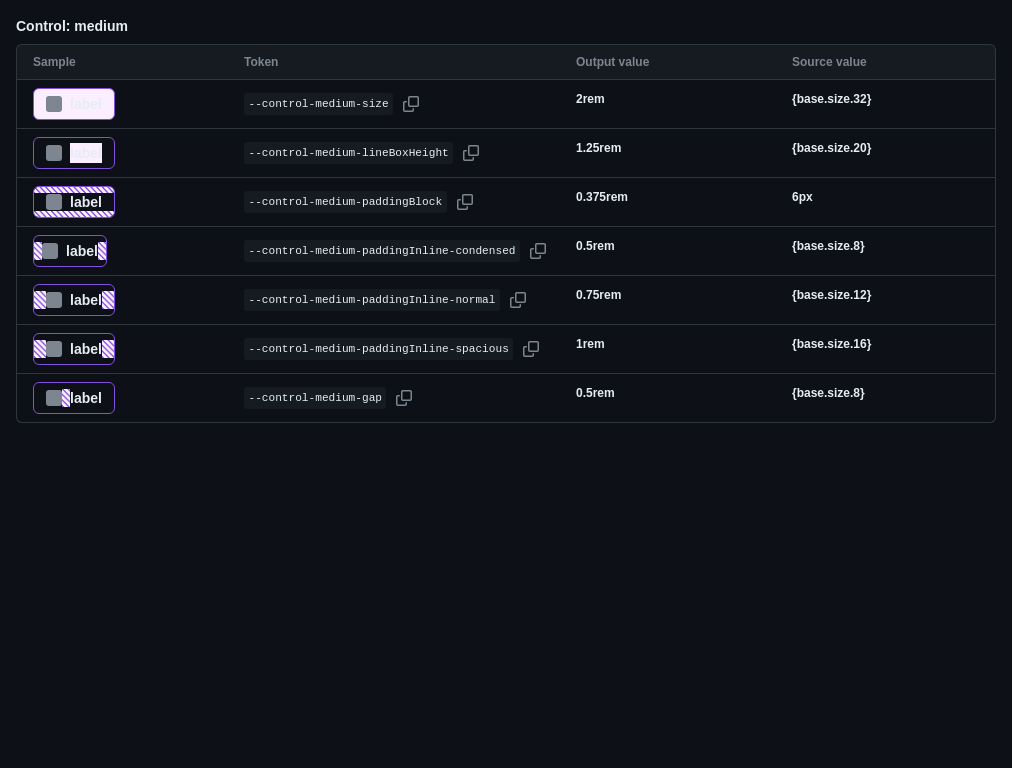 Control: medium
Sample Token Output value Source value
label --control-medium-size 2rem {base.size.32}
label --control-medium-lineBoxHeight 1.25rem {base.size.20}
label --control-medium-paddingBlock 0.375rem 6px
label --control-medium-paddingInline-condensed 0.5rem {base.size.8}
label --control-medium-paddingInline-normal 0.75rem {base.size.12}
label --control-medium-paddingInline-spacious 1rem {base.size.16}
label --control-medium-gap 0.5rem {base.size.8}